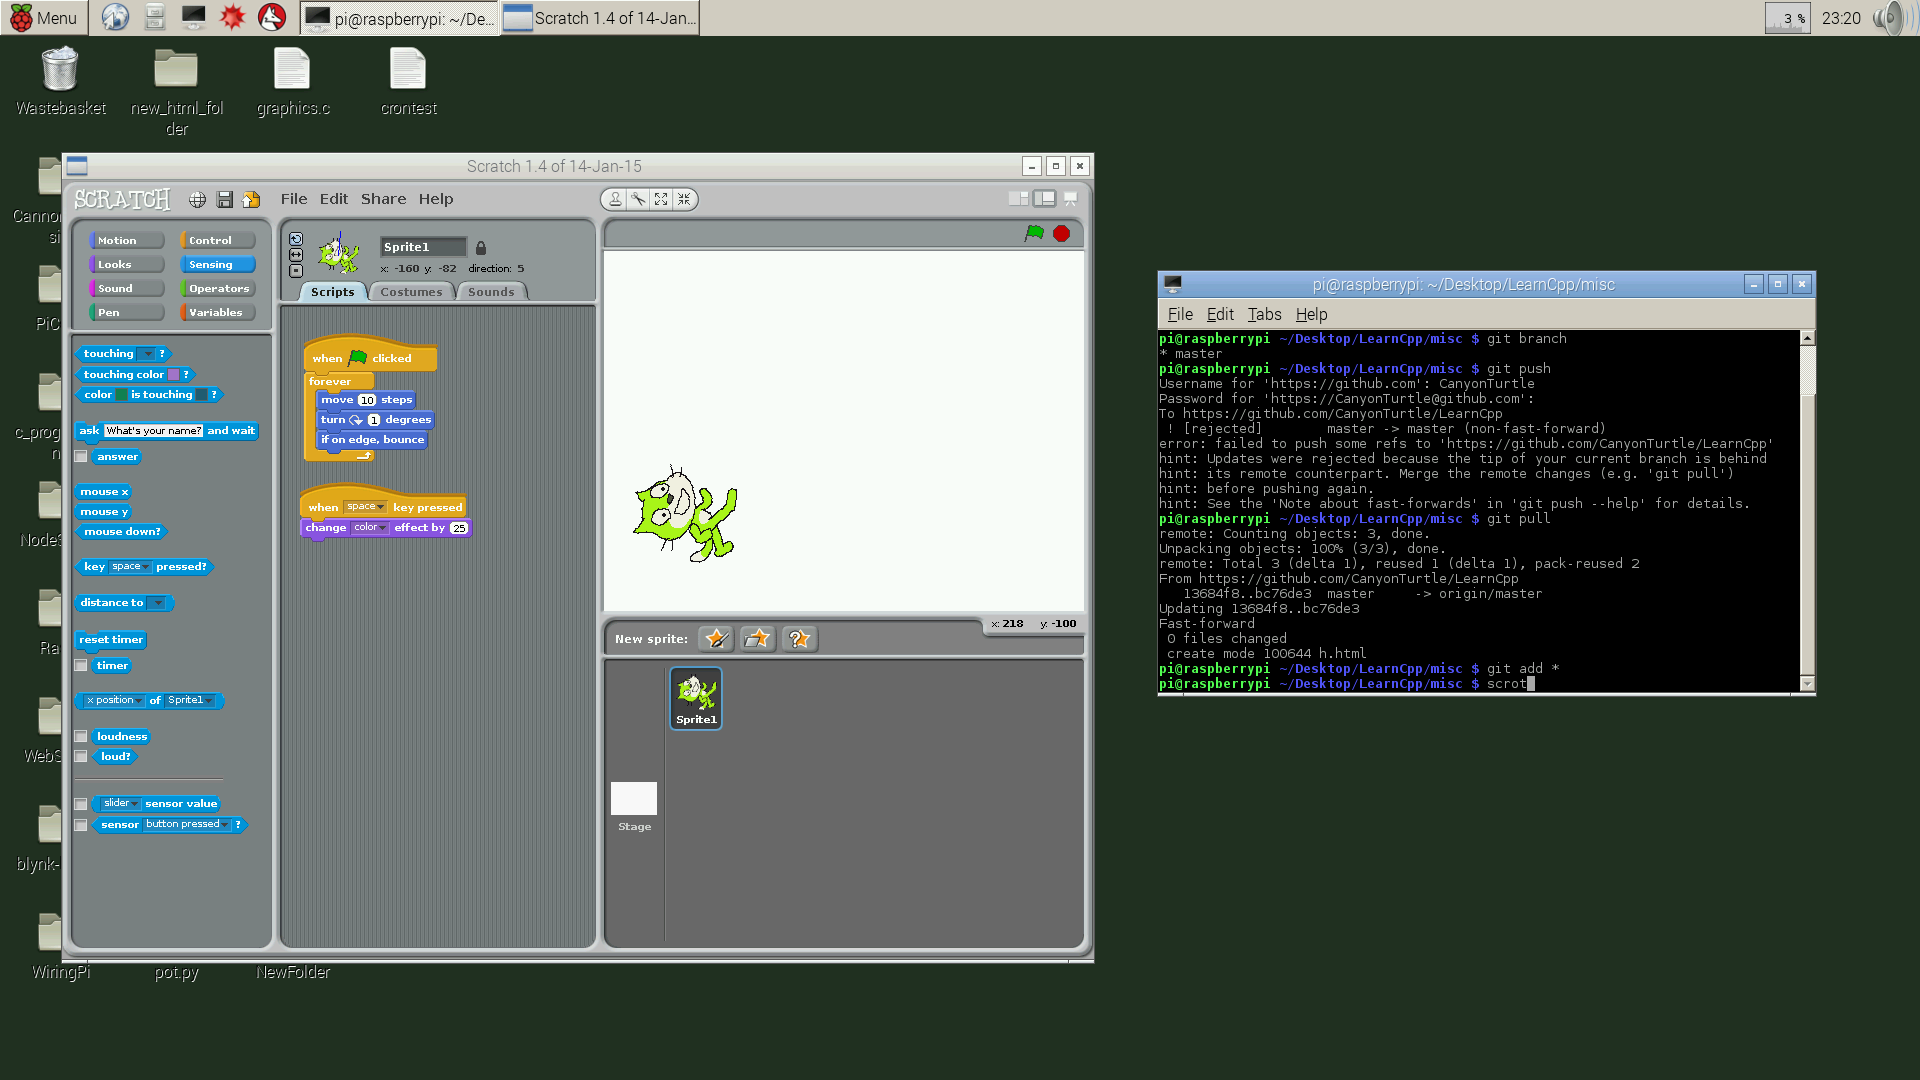 Menu
pi@raspberrypi: ~/De...
Scratch 1.4 of 14-Jan...
3 %
23:20
Wastebasket
new_html_fol
der
graphics.c
crontest
Scratch 1.4 of 14-Jan-15
SCRATCH
File Edit Share Help
Motion Control
Looks Sensing
Sound Operators
Pen Variables
Sprite1
x: -160 y: -82 direction: 5
Scripts Costumes Sounds
touching ?
touching color ?
color is touching ?
ask What's your name? and wait
answer
mouse x
mouse y
mouse down?
key space pressed?
distance to
reset timer
timer
x position of Sprite1
loudness
loud?
slider sensor value
sensor button pressed ?
when clicked
forever
move 10 steps
turn 1 degrees
if on edge, bounce
when space key pressed
change color effect by 25
x: 218 y: -100
New sprite:
Sprite1
Stage
Canno
si
PiC
c_prog
n
Node
Ra
WebS
blynk-
WiringPi
pot.py
NewFolder
pi@raspberrypi: ~/Desktop/LearnCpp/misc
File Edit Tabs Help
pi@raspberrypi ~/Desktop/LearnCpp/misc $ git branch
* master
pi@raspberrypi ~/Desktop/LearnCpp/misc $ git push
Username for 'https://github.com': CanyonTurtle
Password for 'https://CanyonTurtle@github.com':
To https://github.com/CanyonTurtle/LearnCpp
! [rejected] master -> master (non-fast-forward)
error: failed to push some refs to 'https://github.com/CanyonTurtle/LearnCpp'
hint: Updates were rejected because the tip of your current branch is behind
hint: its remote counterpart. Merge the remote changes (e.g. 'git pull')
hint: before pushing again.
hint: See the 'Note about fast-forwards' in 'git push --help' for details.
pi@raspberrypi ~/Desktop/LearnCpp/misc $ git pull
remote: Counting objects: 3, done.
Unpacking objects: 100% (3/3), done.
remote: Total 3 (delta 1), reused 1 (delta 1), pack-reused 2
From https://github.com/CanyonTurtle/LearnCpp
13684f8..bc76de3 master -> origin/master
Updating 13684f8..bc76de3
Fast-forward
0 files changed
create mode 100644 h.html
pi@raspberrypi ~/Desktop/LearnCpp/misc $ git add *
pi@raspberrypi ~/Desktop/LearnCpp/misc $ scrot